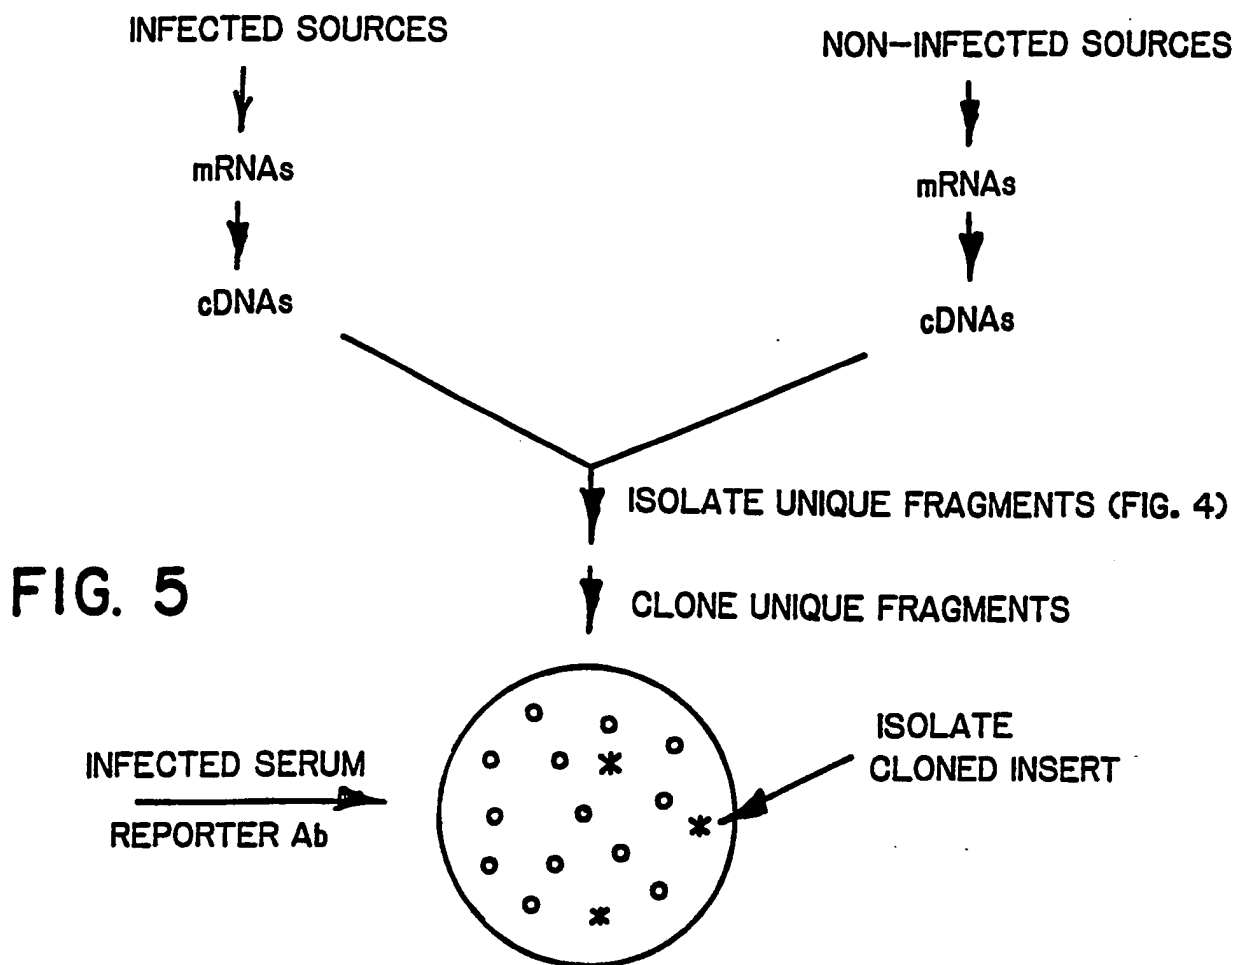 INFECTED SOURCES
NON-INFECTED SOURCES
mRNAs
mRNAs
cDNAs
cDNAs
ISOLATE UNIQUE FRAGMENTS (FIG. 4)
FIG. 5
CLONE UNIQUE FRAGMENTS
INFECTED SERUM
REPORTER Ab
ISOLATE
CLONED INSERT